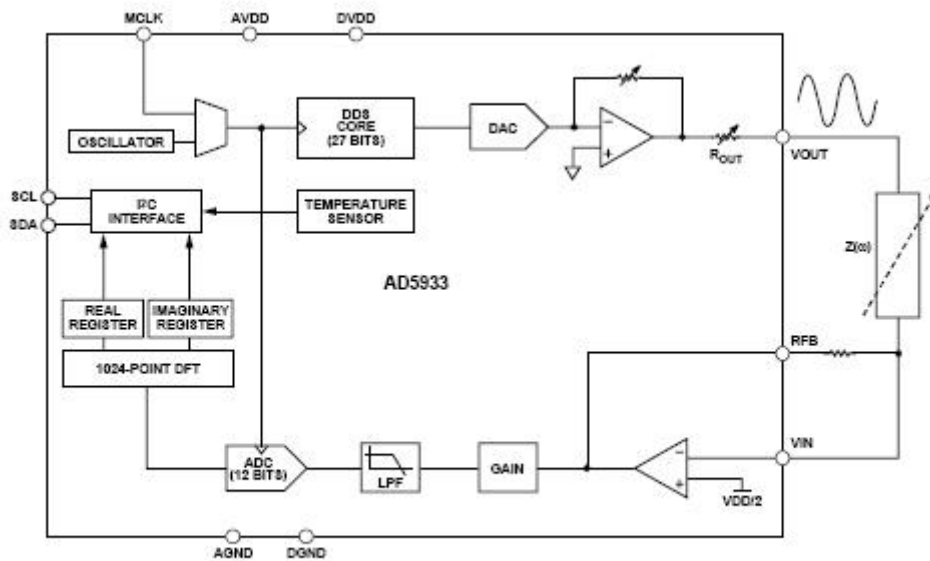 MCLK
AVDD
DVDD
OSCILLATOR
DDS
CORE
(27 BITS)
DAC
−
+
ROUT
VOUT
SCL
SDA
I²C
INTERFACE
TEMPERATURE
SENSOR
Z(ω)
AD5933
REAL
REGISTER
IMAGINARY
REGISTER
1024-POINT DFT
RFB
ADC
(12 BITS)
LPF
GAIN
−
+
VIN
VDD/2
AGND
DGND